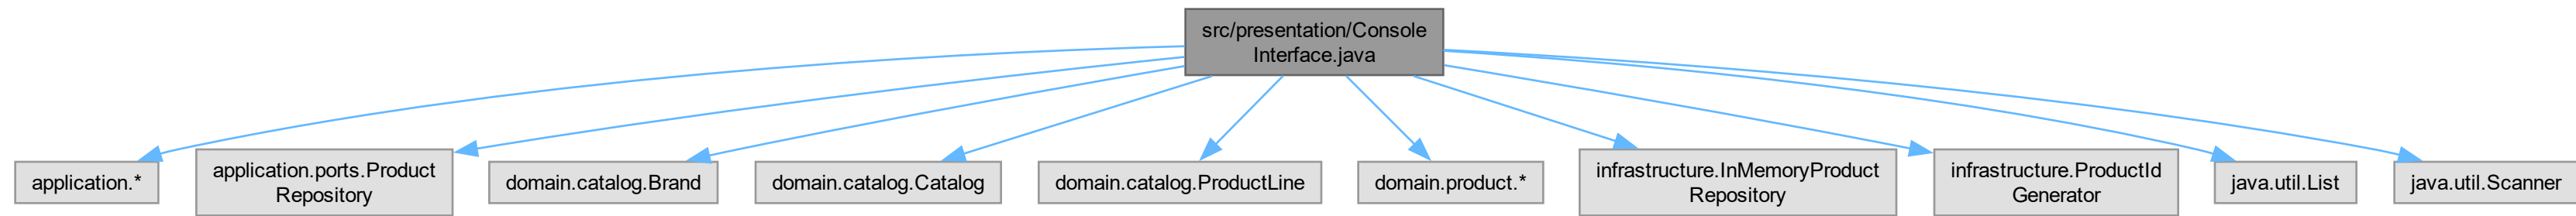 src/presentation/Console
Interface.java
application.*
application.ports.Product
Repository
domain.catalog.Brand
domain.catalog.Catalog
domain.catalog.ProductLine
domain.product.*
infrastructure.InMemoryProduct
Repository
infrastructure.ProductId
Generator
java.util.List
java.util.Scanner